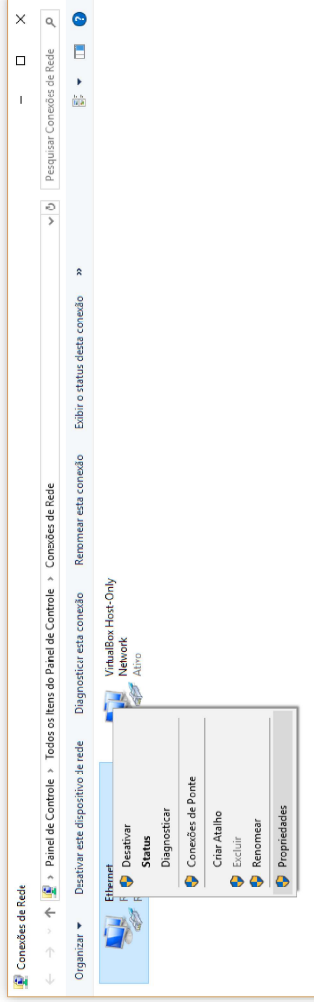 Conexões de Rede
Painel de Controle > Todos os Itens do Painel de Controle > Conexões de Rede
Pesquisar Conexões de Rede
Organizar
Desativar este dispositivo de rede
Diagnosticar esta conexão
Renomear esta conexão
Exibir o status desta conexão
»
Ethernet
VirtualBox Host-Only
Network
Ativo
Desativar
Status
Diagnosticar
Conexões de Ponte
Criar Atalho
Excluir
Renomear
Propriedades